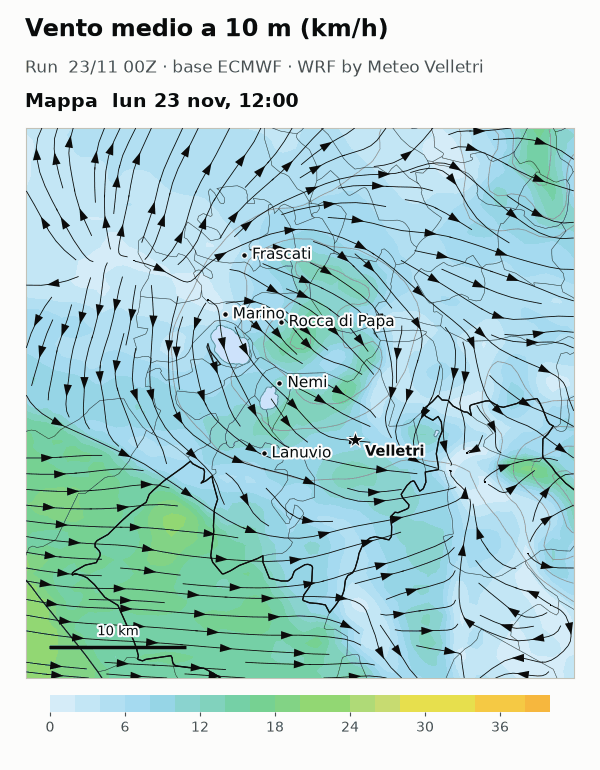 Vento medio a 10 m (km/h)
Run  23/11 00Z · base ECMWF · WRF by Meteo Velletri
Mappa  lun 23 nov, 12:00
Frascati
Marino
Rocca di Papa
Nemi
Velletri
Lanuvio
10 km
0 6 12 18 24 30 36